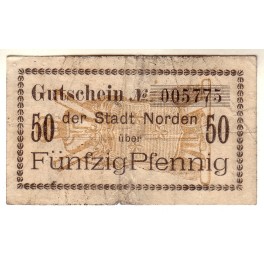 Gutschein № 005775
50 der Stadt Norden 50
über
Fünfzig Pfennig